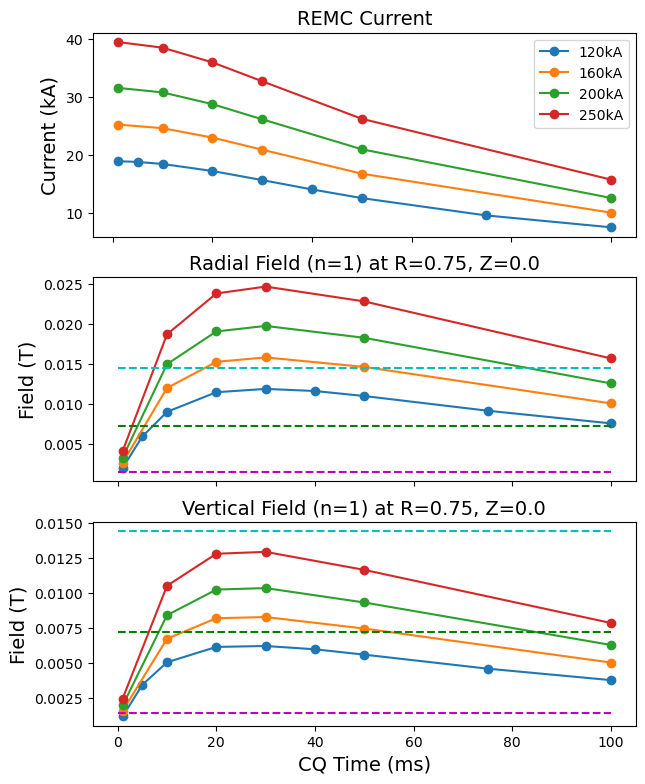 REMC Current
40
30
20
10
Current (kA)
120kA
160kA
200kA
250kA
Radial Field (n=1) at R=0.75, Z=0.0
0.025
0.020
0.015
0.010
0.005
Field (T)
Vertical Field (n=1) at R=0.75, Z=0.0
0.0150
0.0125
0.0100
0.0075
0.0050
0.0025
Field (T)
0 20 40 60 80 100
CQ Time (ms)